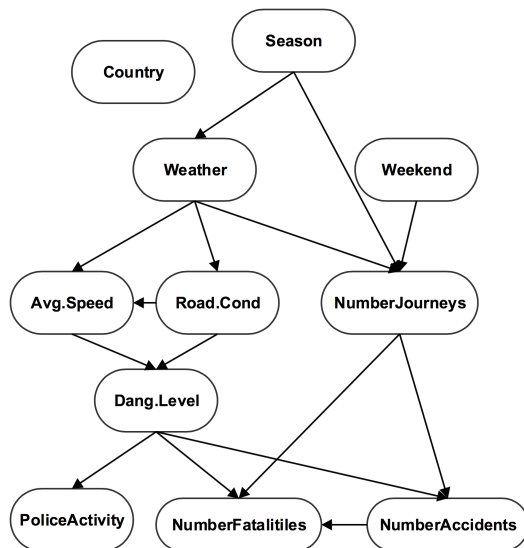 Season
Country
Weather
Weekend
Avg.Speed
Road.Cond
NumberJourneys
Dang.Level
PoliceActivity
NumberFatalitiles
NumberAccidents